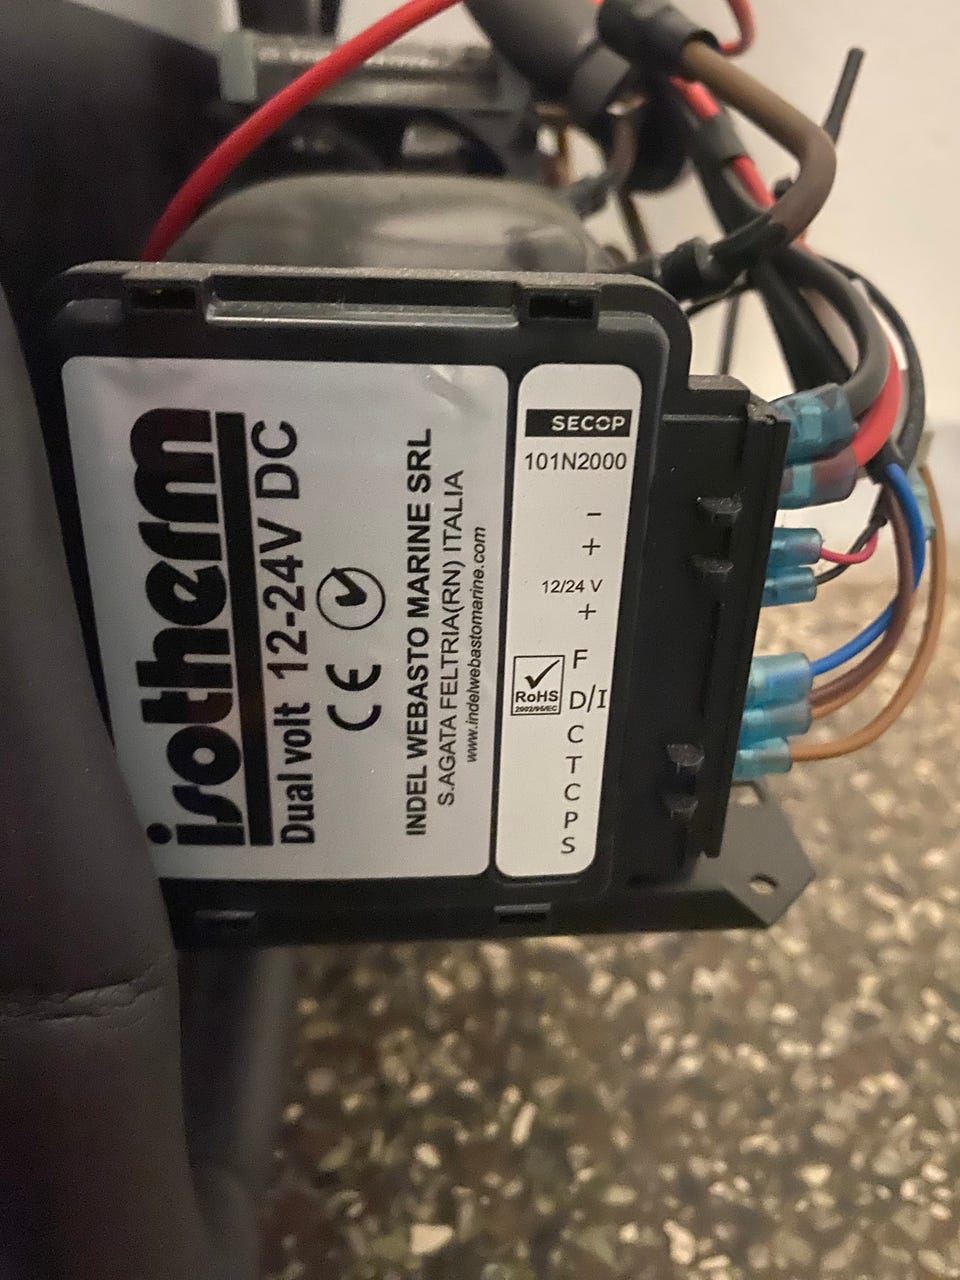 isotherm
Dual volt 12-24V DC
CE
INDEL WEBASTO MARINE SRL
S.AGATA FELTRIA(RN) ITALIA
www.indelwebastomarine.com
SECOP
101N2000
−
+
12/24 V
+
F
RoHS
2002/95/EC
D/I
C
T
C
P
S